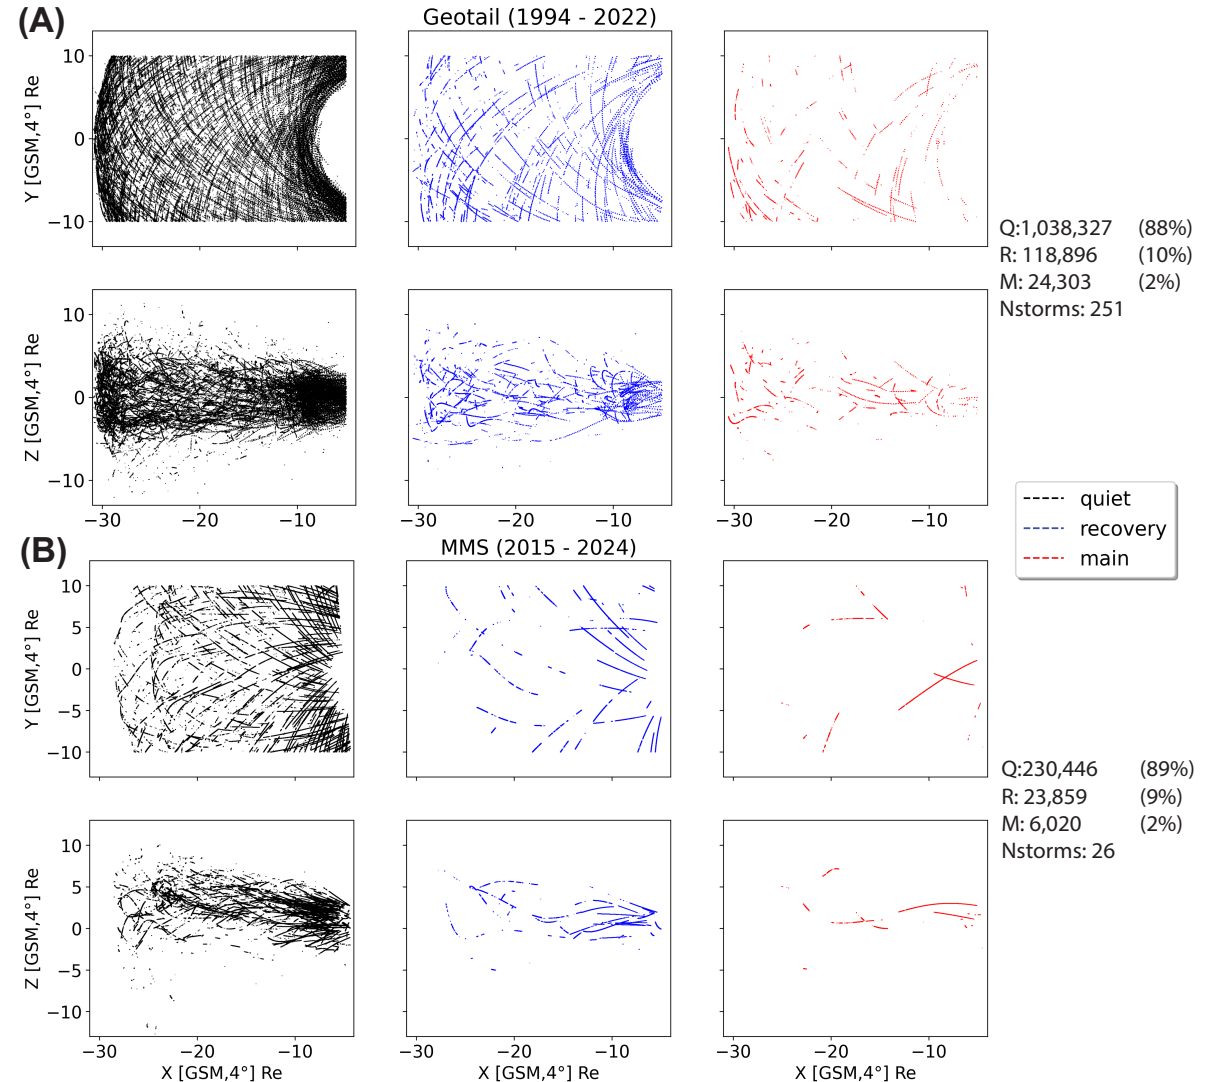 (A)
Geotail (1994 - 2022)
10
0
−10
Y [GSM,4°] Re
Q:1,038,327 (88%)
R: 118,896 (10%)
M: 24,303 (2%)
Nstorms: 251
10
0
−10
Z [GSM,4°] Re
−30 −20 −10 −30 −20 −10 −30 −20 −10
quiet
recovery
main
(B)
MMS (2015 - 2024)
10
5
0
−5
−10
Y [GSM,4°] Re
Q:230,446 (89%)
R: 23,859 (9%)
M: 6,020 (2%)
Nstorms: 26
10
5
0
−5
−10
Z [GSM,4°] Re
−30 −20 −10 −30 −20 −10 −30 −20 −10
X [GSM,4°] Re X [GSM,4°] Re X [GSM,4°] Re